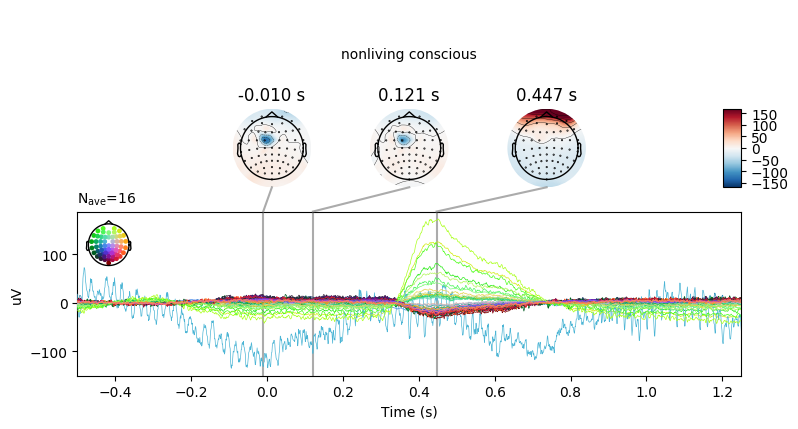 nonliving conscious
-0.010 s 0.121 s 0.447 s
150
100
50
0
−50
−100
−150
Nave=16
100
0
−100
uV
−0.4 −0.2 0.0 0.2 0.4 0.6 0.8 1.0 1.2
Time (s)